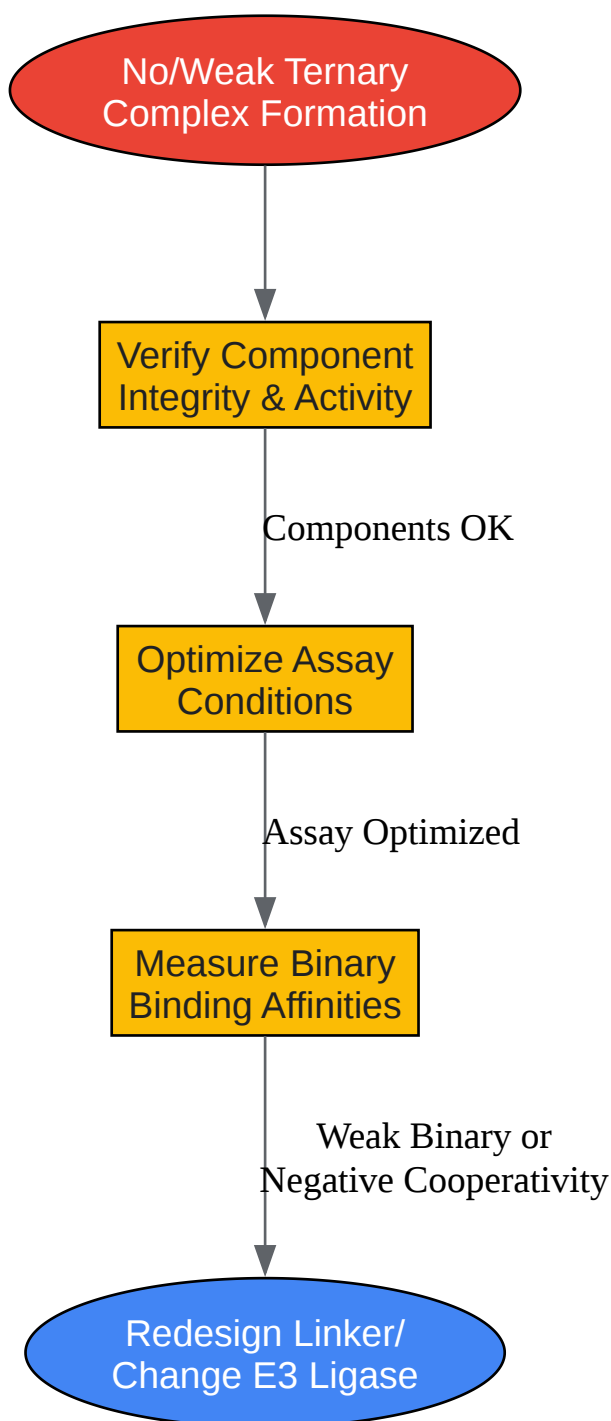 No/Weak Ternary
Complex Formation
Verify Component
Integrity & Activity
Components OK
Optimize Assay
Conditions
Assay Optimized
Measure Binary
Binding Affinities
Weak Binary or
Negative Cooperativity
Redesign Linker/
Change E3 Ligase